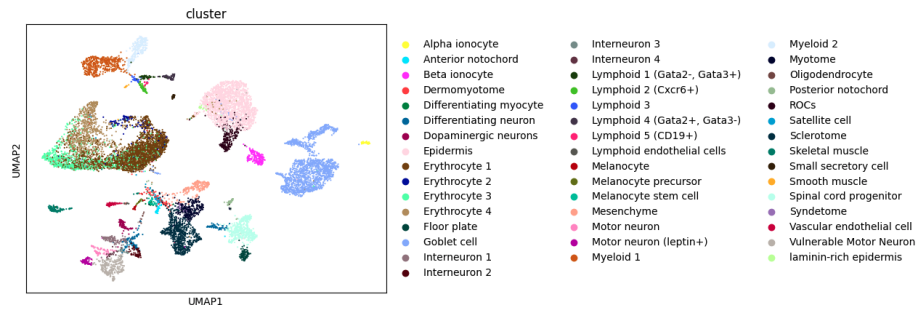 cluster
UMAP2
UMAP1
Alpha ionocyte
Anterior notochord
Beta ionocyte
Dermomyotome
Differentiating myocyte
Differentiating neuron
Dopaminergic neurons
Epidermis
Erythrocyte 1
Erythrocyte 2
Erythrocyte 3
Erythrocyte 4
Floor plate
Goblet cell
Interneuron 1
Interneuron 2
Interneuron 3
Interneuron 4
Lymphoid 1 (Gata2-, Gata3+)
Lymphoid 2 (Cxcr6+)
Lymphoid 3
Lymphoid 4 (Gata2+, Gata3-)
Lymphoid 5 (CD19+)
Lymphoid endothelial cells
Melanocyte
Melanocyte precursor
Melanocyte stem cell
Mesenchyme
Motor neuron
Motor neuron (leptin+)
Myeloid 1
Myeloid 2
Myotome
Oligodendrocyte
Posterior notochord
ROCs
Satellite cell
Sclerotome
Skeletal muscle
Small secretory cell
Smooth muscle
Spinal cord progenitor
Syndetome
Vascular endothelial cell
Vulnerable Motor Neuron
laminin-rich epidermis